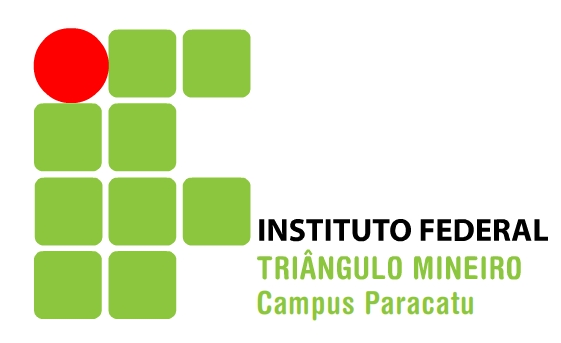 INSTITUTO FEDERAL
TRIÂNGULO MINEIRO
Campus Paracatu